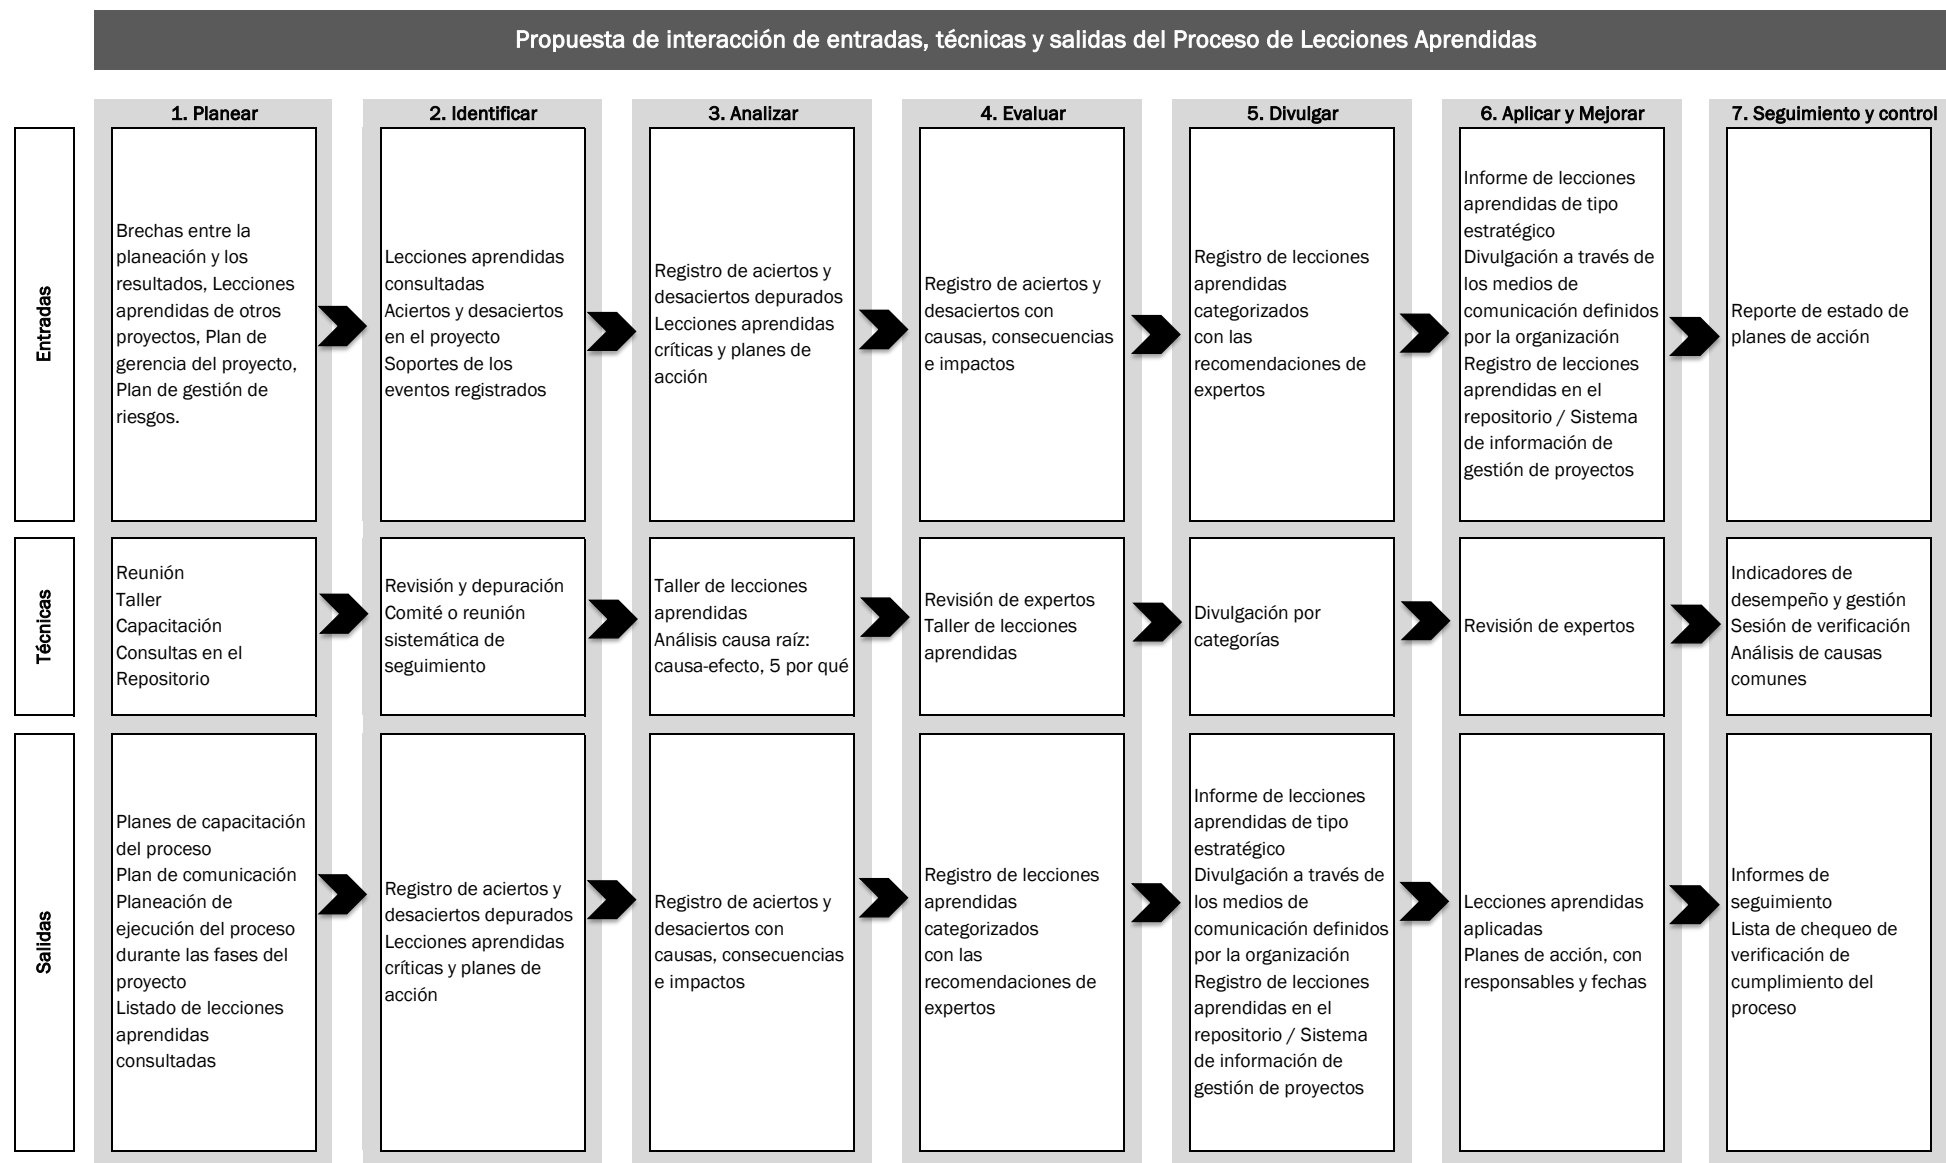 Propuesta de interacción de entradas, técnicas y salidas del Proceso de Lecciones Aprendidas
1. Planear
2. Identificar
3. Analizar
4. Evaluar
5. Divulgar
6. Aplicar y Mejorar
7. Seguimiento y control
Entradas
Brechas entre la
planeación y los
resultados, Lecciones
aprendidas de otros
proyectos, Plan de
gerencia del proyecto,
Plan de gestión de
riesgos.
Lecciones aprendidas
consultadas
Aciertos y desaciertos
en el proyecto
Soportes de los
eventos registrados
Registro de aciertos y
desaciertos depurados
Lecciones aprendidas
críticas y planes de
acción
Registro de aciertos y
desaciertos con
causas, consecuencias
e impactos
Registro de lecciones
aprendidas
categorizados
con las
recomendaciones de
expertos
Informe de lecciones
aprendidas de tipo
estratégico
Divulgación a través de
los medios de
comunicación definidos
por la organización
Registro de lecciones
aprendidas en el
repositorio / Sistema
de información de
gestión de proyectos
Reporte de estado de
planes de acción
Técnicas
Reunión
Taller
Capacitación
Consultas en el
Repositorio
Revisión y depuración
Comité o reunión
sistemática de
seguimiento
Taller de lecciones
aprendidas
Análisis causa raíz:
causa-efecto, 5 por qué
Revisión de expertos
Taller de lecciones
aprendidas
Divulgación por
categorías
Revisión de expertos
Indicadores de
desempeño y gestión
Sesión de verificación
Análisis de causas
comunes
Salidas
Planes de capacitación
del proceso
Plan de comunicación
Planeación de
ejecución del proceso
durante las fases del
proyecto
Listado de lecciones
aprendidas
consultadas
Registro de aciertos y
desaciertos depurados
Lecciones aprendidas
críticas y planes de
acción
Registro de aciertos y
desaciertos con
causas, consecuencias
e impactos
Registro de lecciones
aprendidas
categorizados
con las
recomendaciones de
expertos
Informe de lecciones
aprendidas de tipo
estratégico
Divulgación a través de
los medios de
comunicación definidos
por la organización
Registro de lecciones
aprendidas en el
repositorio / Sistema
de información de
gestión de proyectos
Lecciones aprendidas
aplicadas
Planes de acción, con
responsables y fechas
Informes de
seguimiento
Lista de chequeo de
verificación de
cumplimiento del
proceso